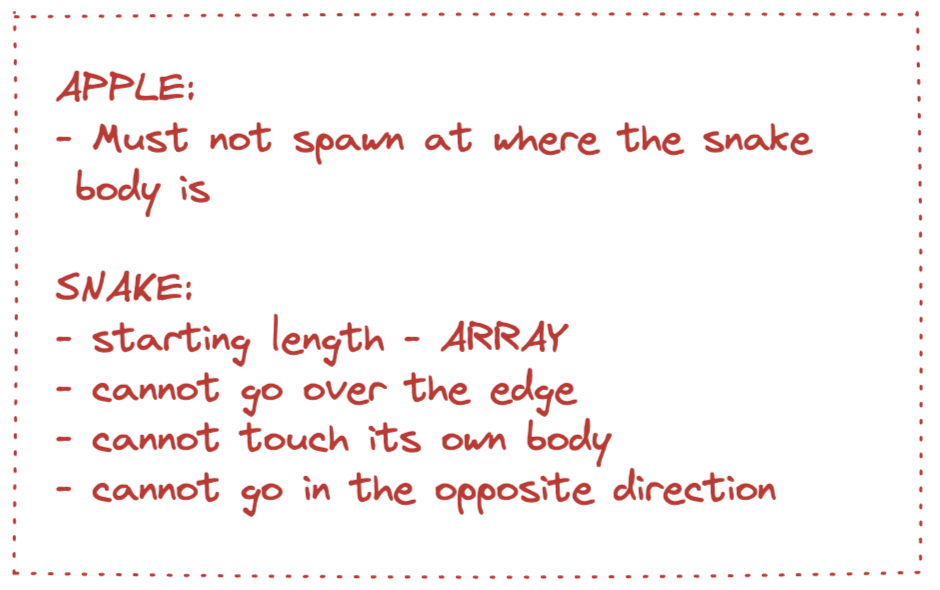 APPLE:
- Must not spawn at where the snake
body is
SNAKE:
- starting length - ARRAY
- cannot go over the edge
- cannot touch its own body
- cannot go in the opposite direction